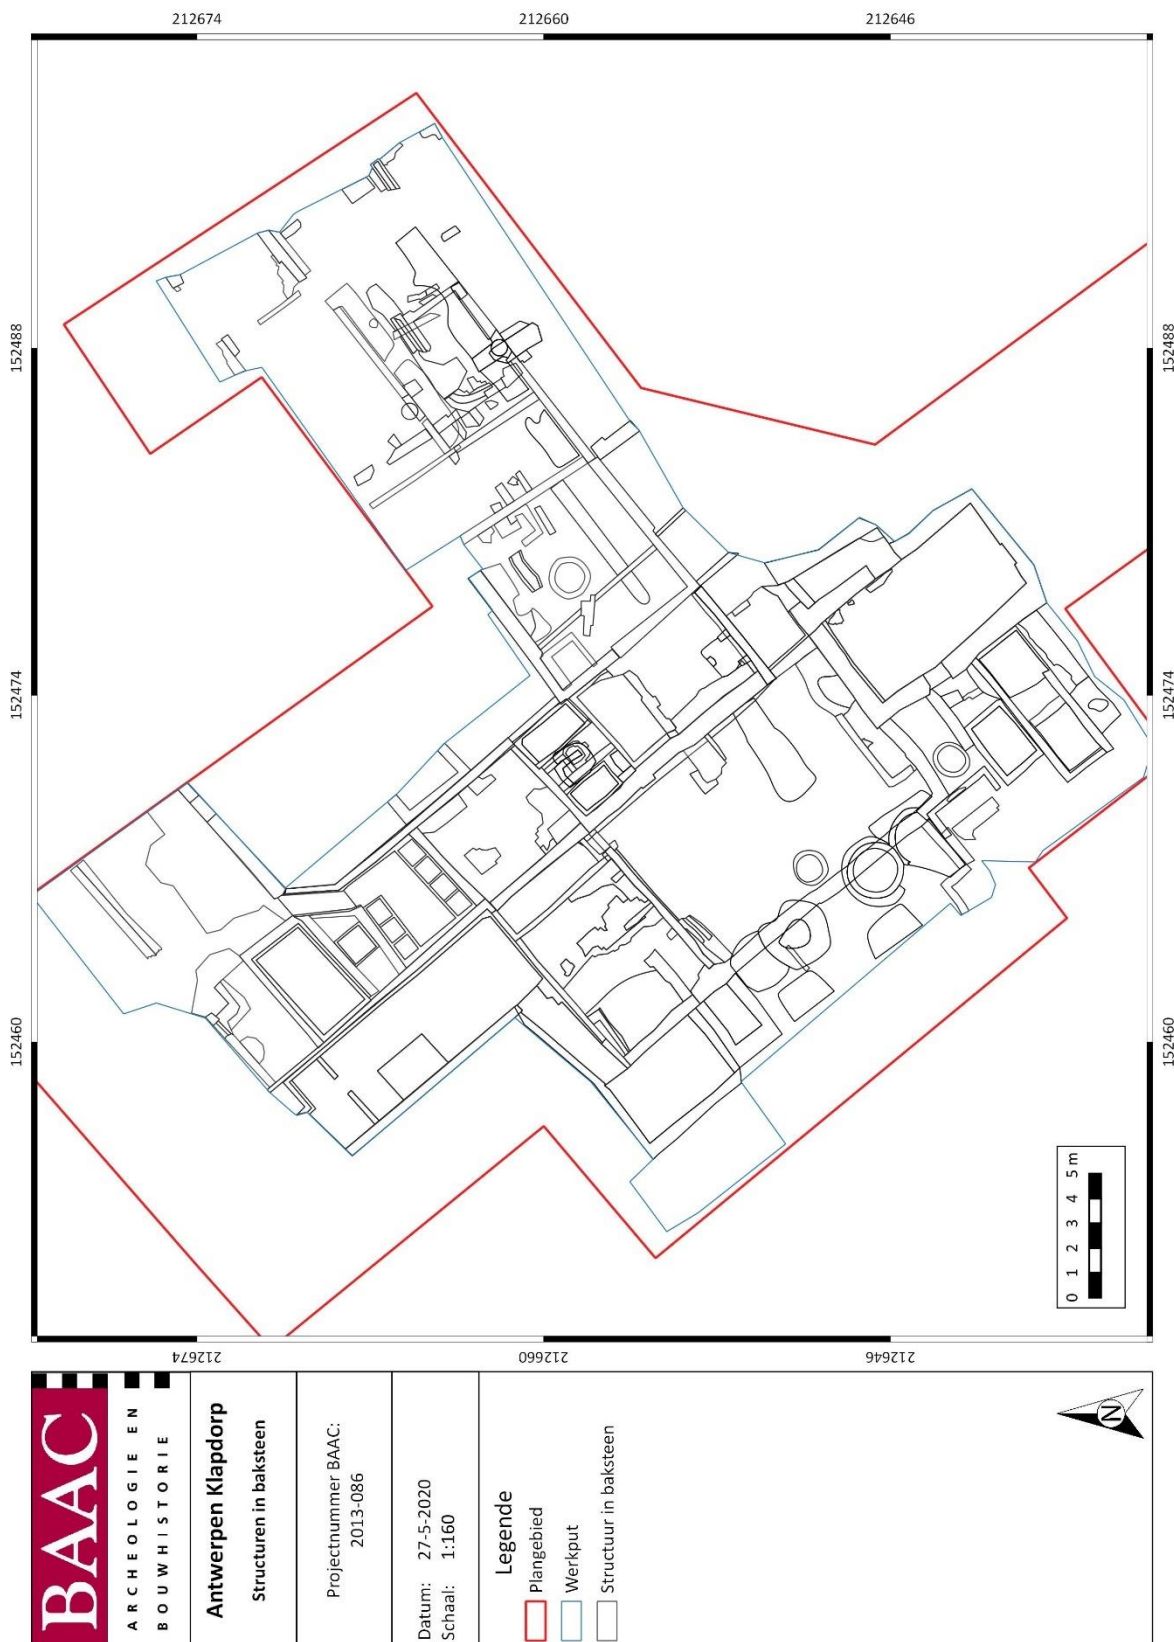 212674
212660
212646
152488
152488
152474
152474
152460
152460
0 1 2 3 4 5 m
212674
212660
212646
BAAC
ARCHEOLOGIE EN
BOUWHISTORIE
Antwerpen Klapdorp
Structuren in baksteen
Projectnummer BAAC:
2013-086
Datum: 27-5-2020
Schaal: 1:160
Legende
Plangebied
Werkput
Structuur in baksteen
N